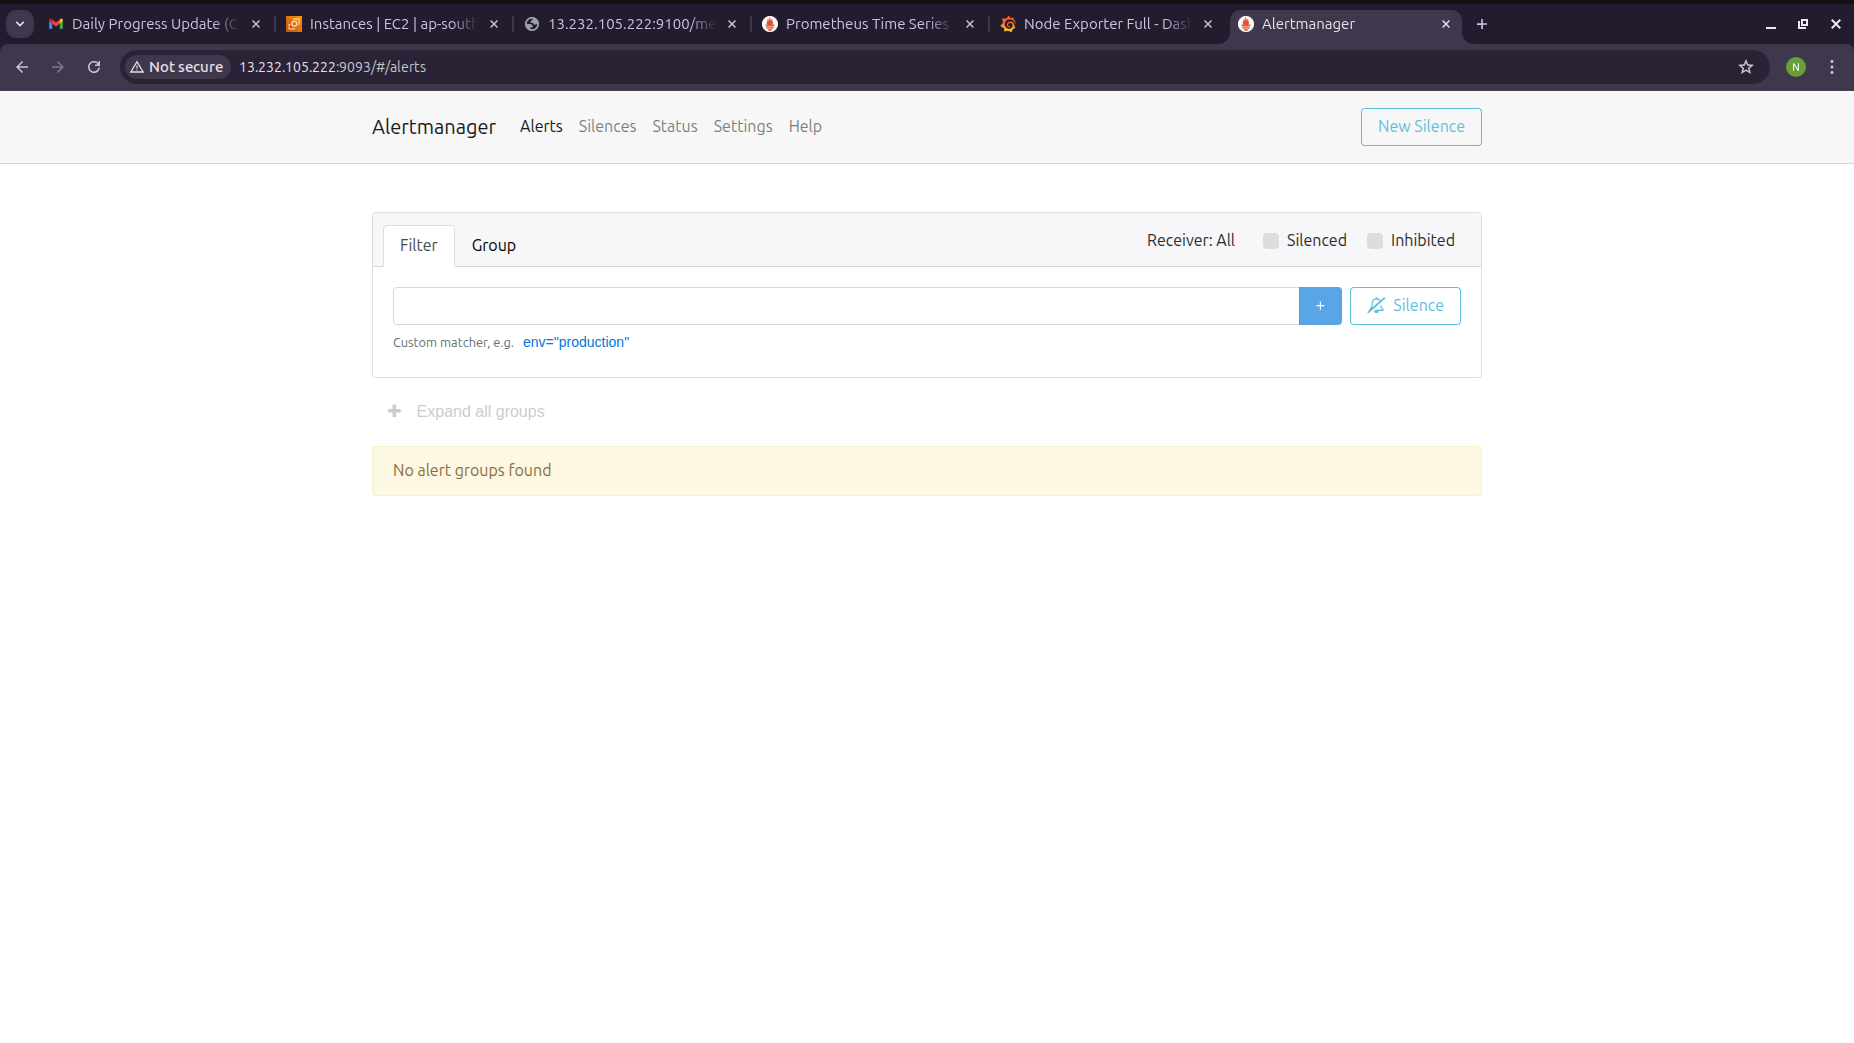 Daily Progress Update (C
Instances | EC2 | ap-south
13.232.105.222:9100/me
Prometheus Time Series
Node Exporter Full - Das
Alertmanager
Not secure
13.232.105.222:9093/#/alerts
N
Alertmanager
Alerts
Silences
Status
Settings
Help
New Silence
Filter
Group
Receiver: All
Silenced
Inhibited
+
Silence
Custom matcher, e.g. env="production"
+ Expand all groups
No alert groups found